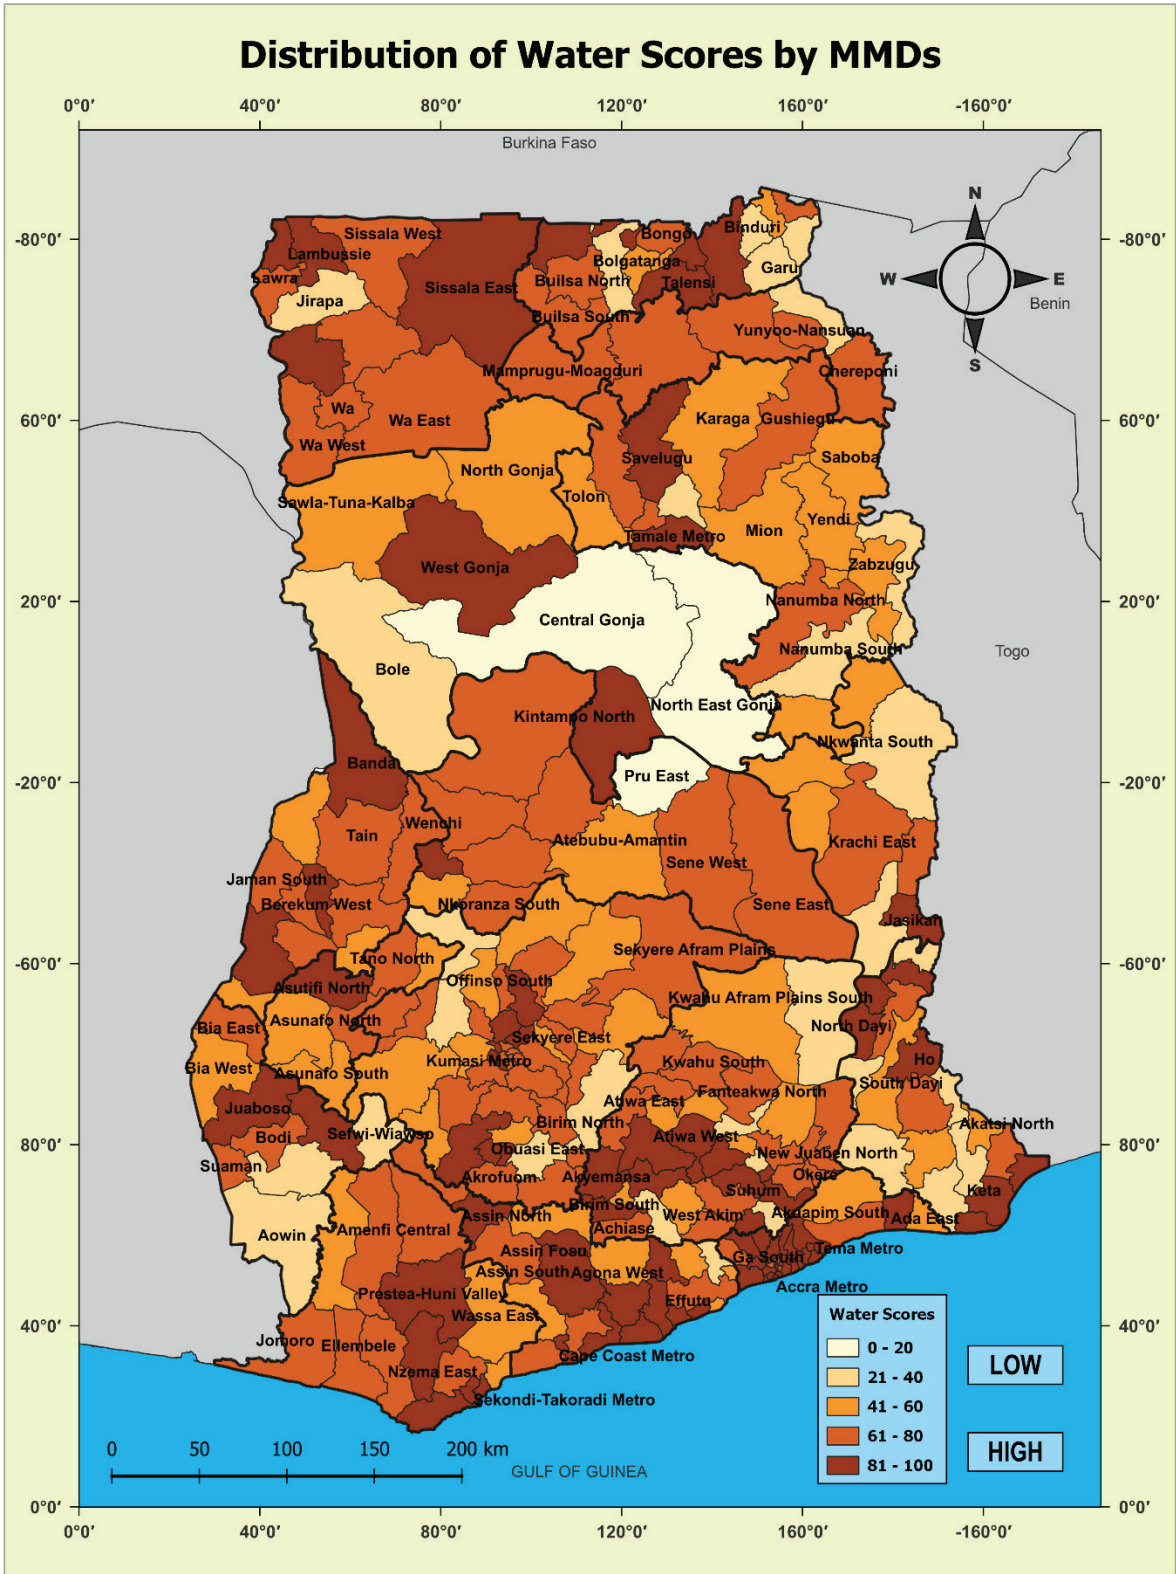 Distribution of Water Scores by MMDs
0°0′ 40°0′ 80°0′ 120°0′ 160°0′ -160°0′
Burkina Faso
N
Binduri
Sissala West Bongo
-80°0′ -80°0′
Lambussie
Bolgatanga
Garu
Lawra Builsa North Talensi
W E
Sissala East
Jirapa
Benin
Builsa South
Yunyoo-Nansuan
S
Mamprugu-Moagduri Chereponi
Wa
Wa East Karaga Gushiegu
60°0′ 60°0′
Wa West
Savelugu Saboba
North Gonja
Sawla-Tuna-Kalba Tolon
Yendi
Mion
Tamale Metro
West Gonja Zabzugu
20°0′ Nanumba North 20°0′
Central Gonja
Nanumba South
Togo
Bole
North East Gonja
Kintampo North
Nkwanta South
Banda
Pru East
-20°0′ -20°0′
Wenchi
Tain Atebubu-Amantin Krachi East
Sene West
Jaman South
Berekum West Nkoranza South Sene East
Jasikan
Sekyere Afram Plains
Tano North
-60°0′ -60°0′
Offinso South
Asutifi North
Kwahu Afram Plains South
Bia East Asunafo North North Dayi
Sekyere East
Bia West Kumasi Metro Kwahu South Ho
Asunafo South
South Dayi
Fanteakwa North
Juaboso Atiwa East
Birim North Akatsi North
Bodi Sefwi-Wiawso Atiwa West
80°0′ 80°0′
Obuasi East New Juaben North
Suaman
Akrofuom Akyemansa Okere
Suhum Keta
Birim South
Assin North West Akim Akuapim South Ada East
Aowin Amenfi Central Achiase
Assin Fosu Tema Metro
Ga South
Assin South Agona West
Accra Metro
Prestea-Huni Valley
Effutu
Wassa East
Water Scores
Jomoro Ellembele
40°0′ 40°0′
0 - 20
Cape Coast Metro
LOW
Nzema East
21 - 40
Sekondi-Takoradi Metro
41 - 60
61 - 80
HIGH
0 50 100 150 200 km
81 - 100
GULF OF GUINEA
0°0′ 0°0′
0°0′ 40°0′ 80°0′ 120°0′ 160°0′ -160°0′